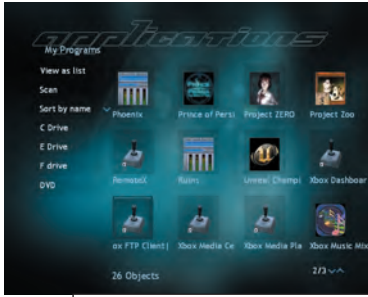 applications
My Programs
View as list
Scan
Sort by name
C Drive
E Drive
F drive
DVD
Phoenix
Prince of Persi
Project ZERO
Project Zoo
RemoteX
Ruins
Unreal Champi
Xbox Dashboar
ox FTP Client(
Xbox Media Ce
Xbox Media Pla
Xbox Music Mix
26 Objects
2/3